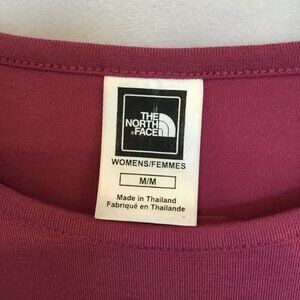 THE
NORTH
FACE
WOMENS/FEMMES
M/M
Made in Thailand
Fabriqué en Thaïlande